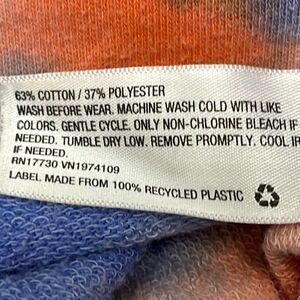 63% COTTON / 37% POLYESTER
WASH BEFORE WEAR. MACHINE WASH COLD WITH LIKE
COLORS. GENTLE CYCLE. ONLY NON-CHLORINE BLEACH IF
NEEDED. TUMBLE DRY LOW. REMOVE PROMPTLY. COOL IR
IF NEEDED.
RN17730 VN1974109
LABEL MADE FROM 100% RECYCLED PLASTIC